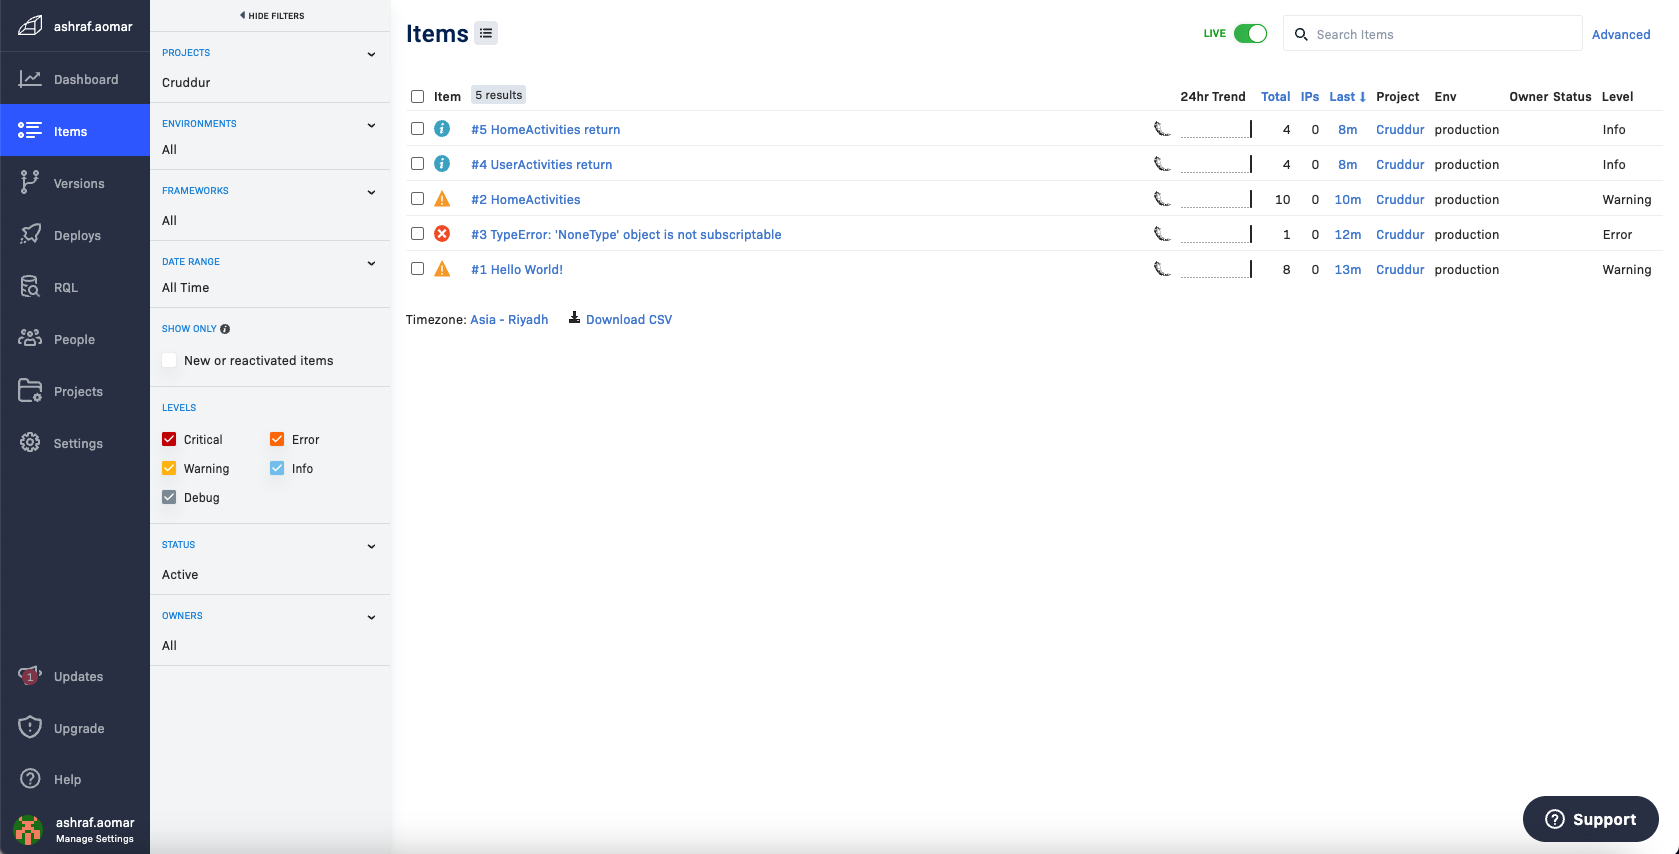 ashraf.aomar
Dashboard
Items
Versions
Deploys
RQL
People
Projects
Settings
1
Updates
Upgrade
Help
ashraf.aomar
Manage Settings
HIDE FILTERS
PROJECTS
Cruddur
ENVIRONMENTS
All
FRAMEWORKS
All
DATE RANGE
All Time
SHOW ONLY
New or reactivated items
LEVELS
Critical Error
Warning Info
Debug
STATUS
Active
OWNERS
All
Items
LIVE
Search Items
Advanced
Item 5 results 24hr Trend Total IPs Last Project Env Owner Status Level
#5 HomeActivities return 4 0 8m Cruddur production Info
#4 UserActivities return 4 0 8m Cruddur production Info
#2 HomeActivities 10 0 10m Cruddur production Warning
#3 TypeError: 'NoneType' object is not subscriptable 1 0 12m Cruddur production Error
#1 Hello World! 8 0 13m Cruddur production Warning
Timezone: Asia - Riyadh Download CSV
Support